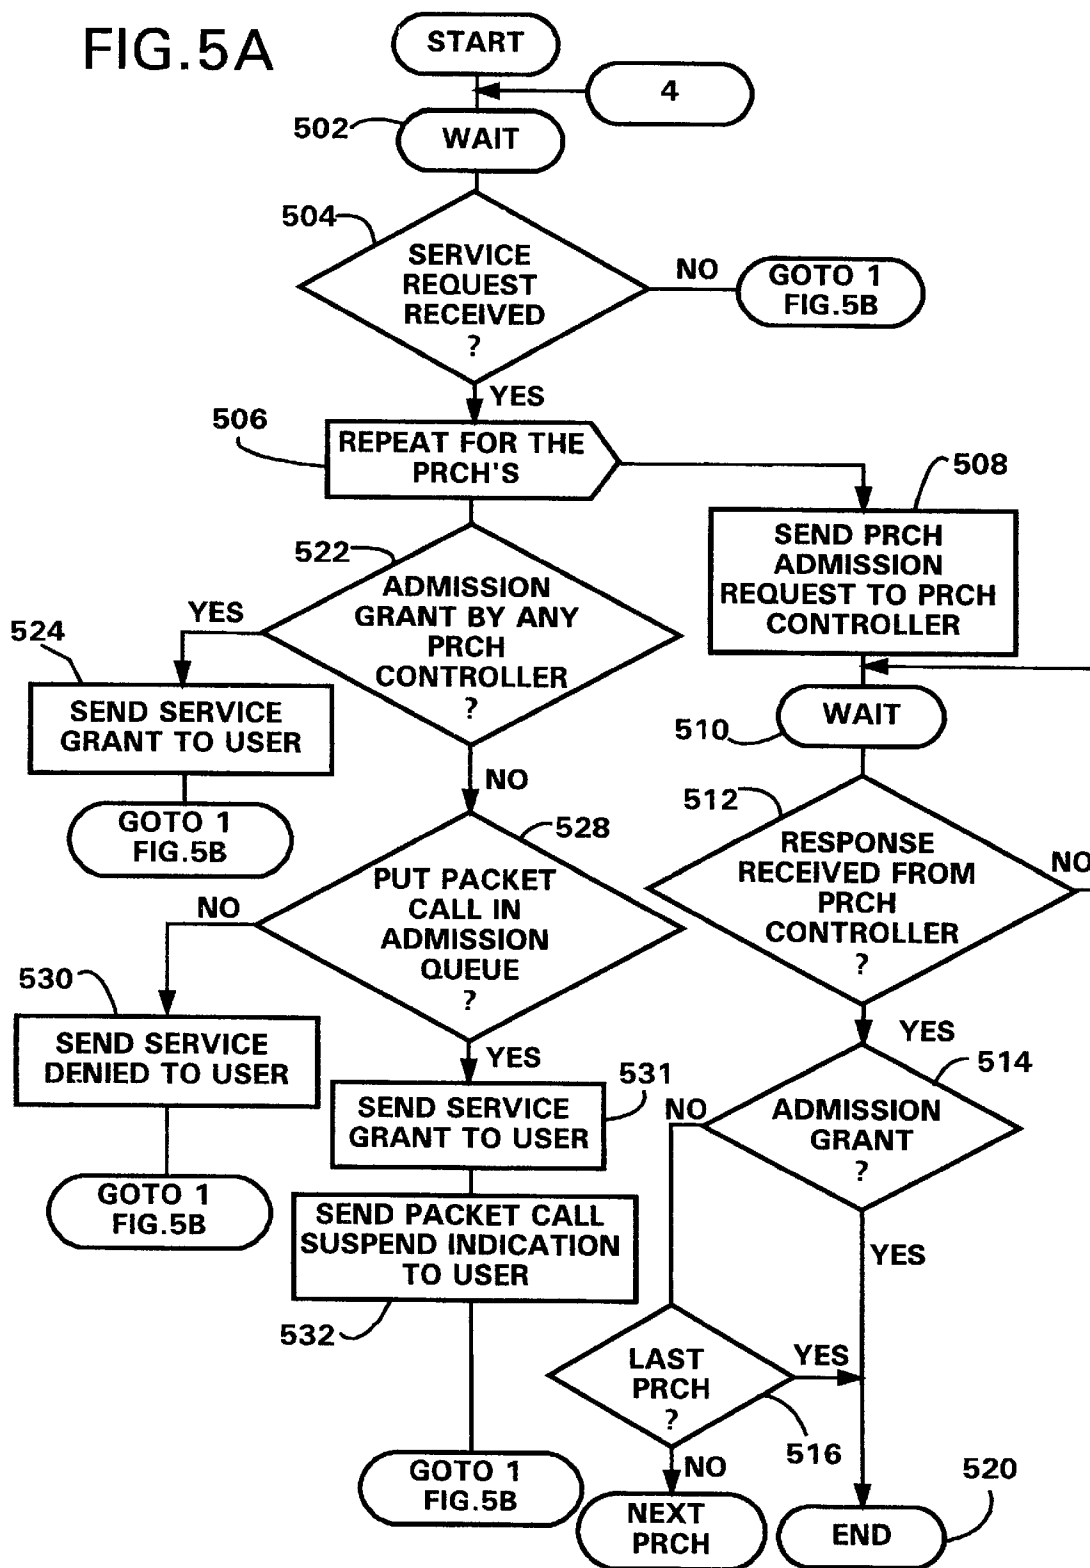 FIG.5A
START
4
502
WAIT
504
SERVICE
REQUEST
RECEIVED
?
NO
GOTO 1
FIG.5B
YES
506
REPEAT FOR THE
PRCH'S
508
SEND PRCH
ADMISSION
REQUEST TO PRCH
CONTROLLER
522
ADMISSION
GRANT BY ANY
PRCH
CONTROLLER
?
YES
524
SEND SERVICE
GRANT TO USER
GOTO 1
FIG.5B
NO
510
WAIT
512
RESPONSE
RECEIVED FROM
PRCH
CONTROLLER
?
NO
YES
528
PUT PACKET
CALL IN
ADMISSION
QUEUE
?
NO
530
SEND SERVICE
DENIED TO USER
GOTO 1
FIG.5B
YES
531
SEND SERVICE
GRANT TO USER
SEND PACKET CALL
SUSPEND INDICATION
TO USER
532
GOTO 1
FIG.5B
514
ADMISSION
GRANT
?
NO
YES
LAST
PRCH
?
YES
516
NO
NEXT
PRCH
520
END